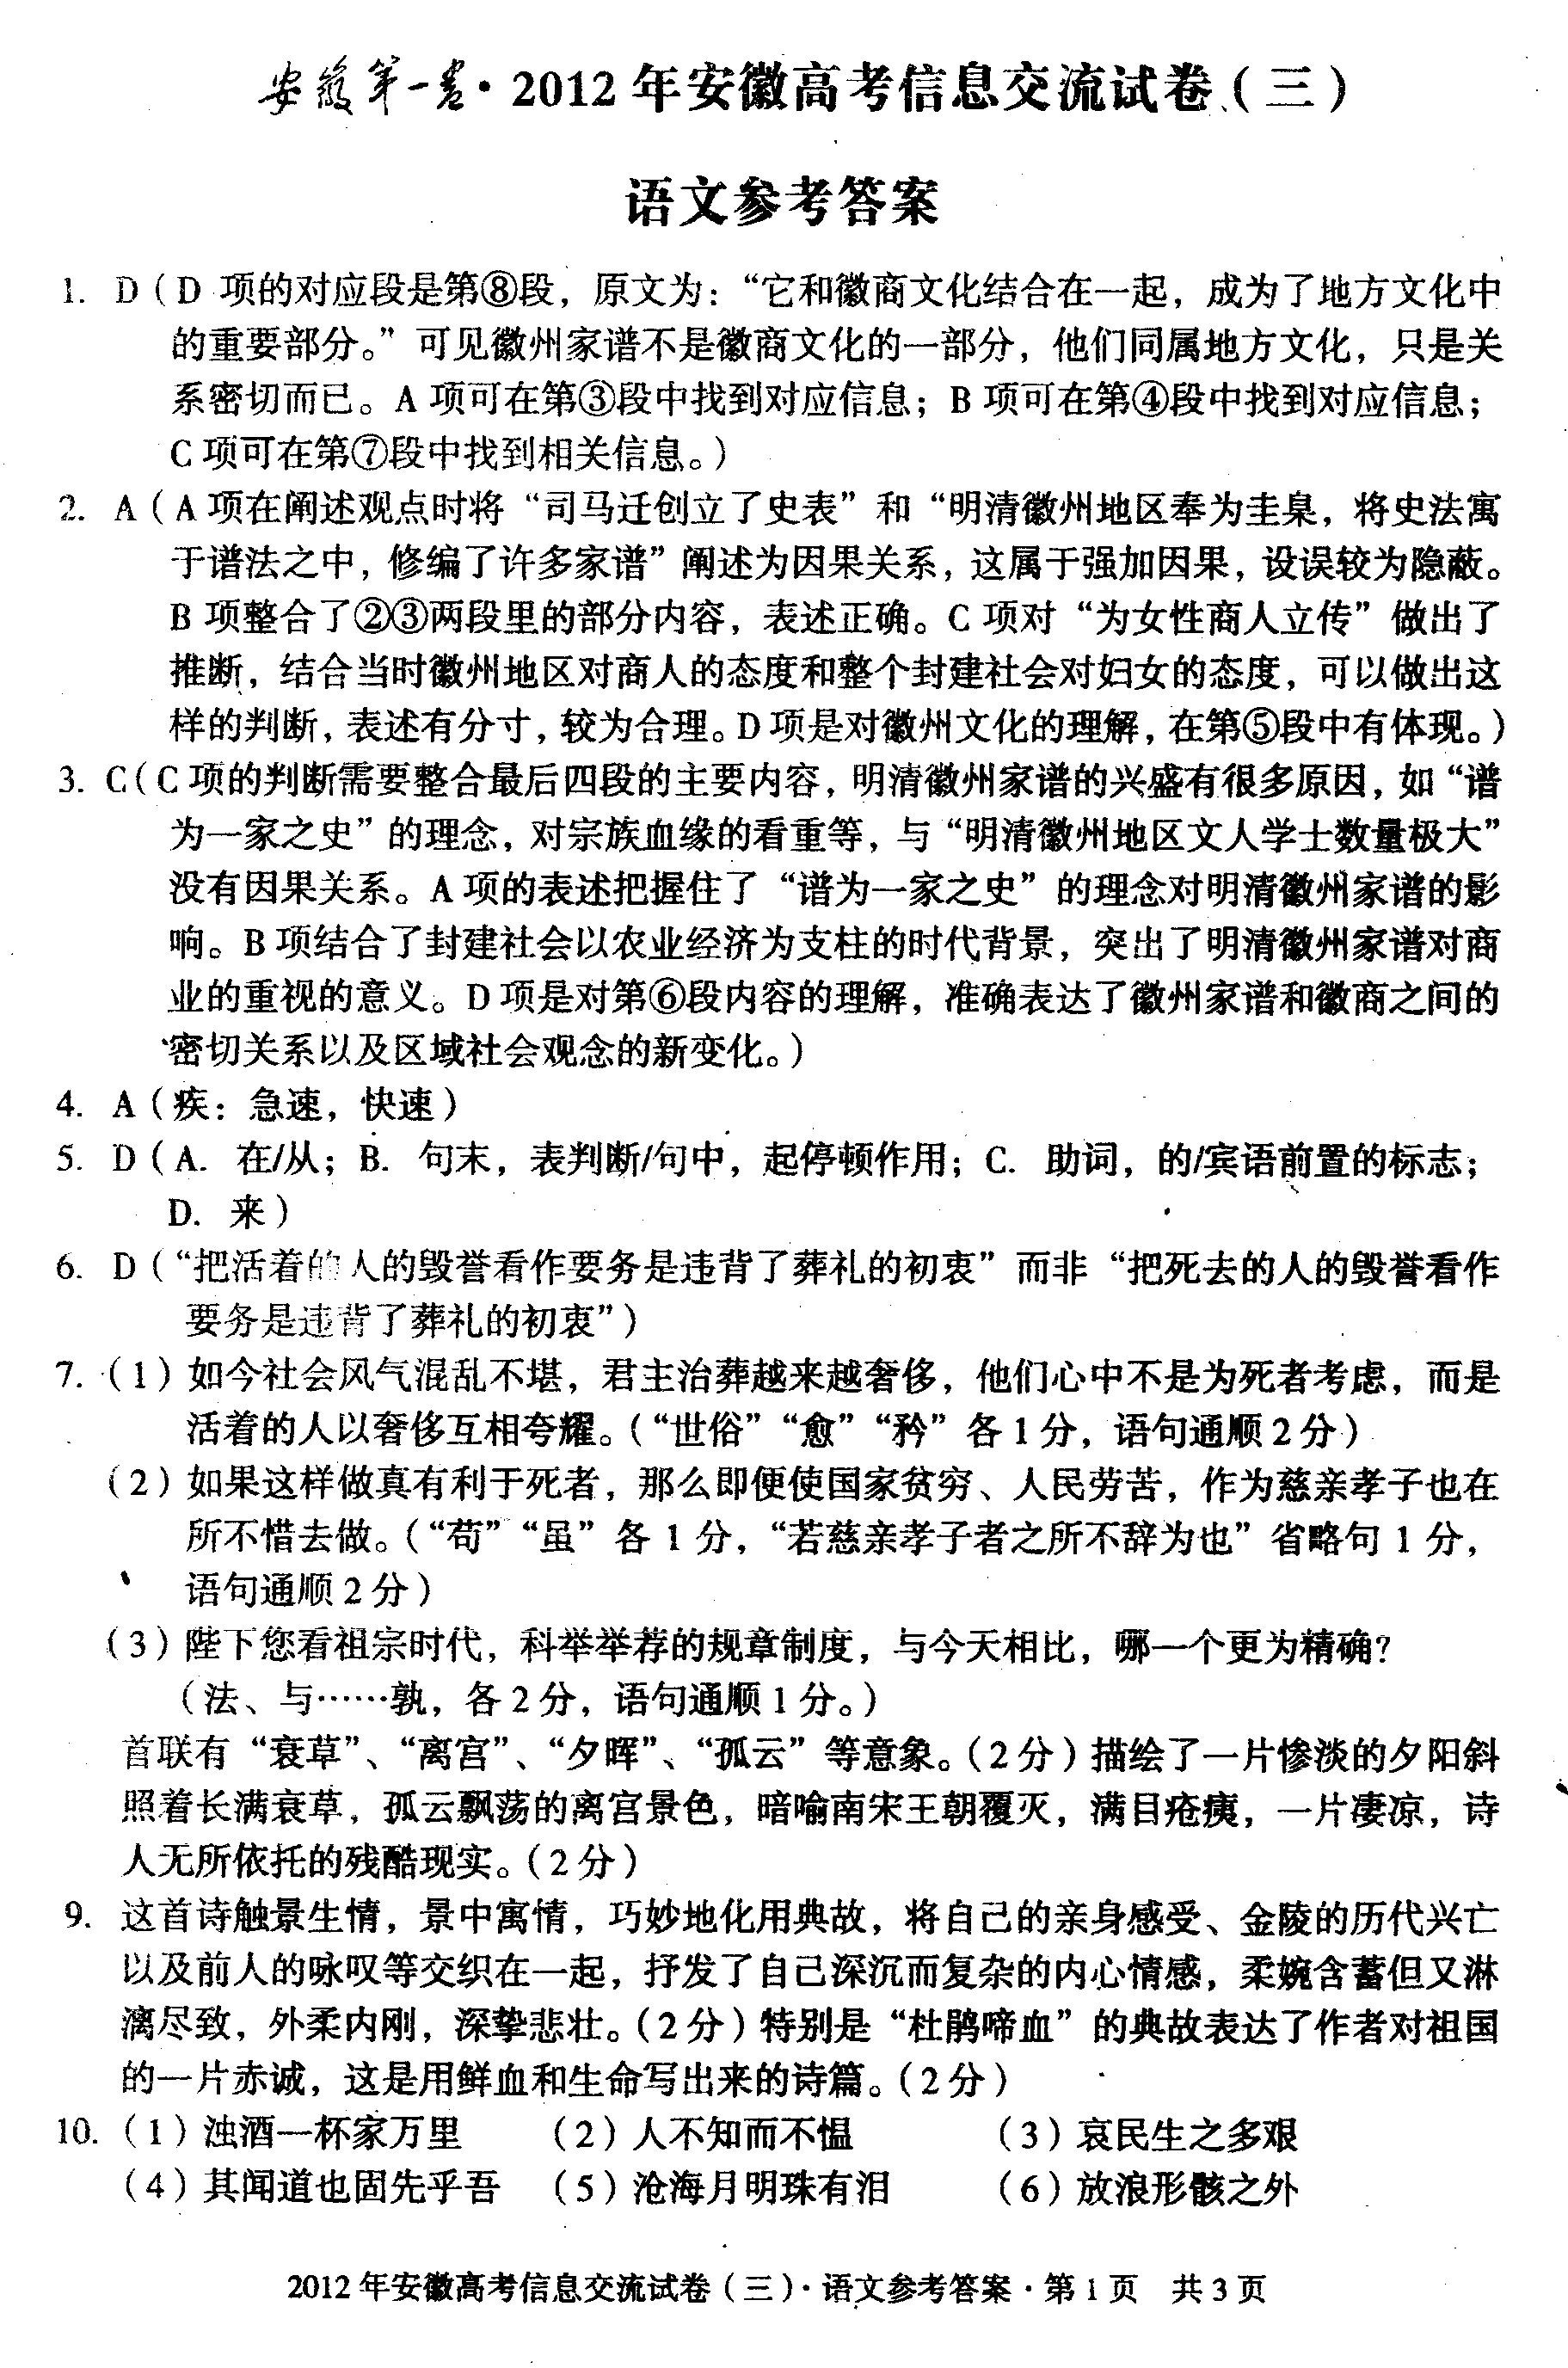 安徽第一卷·2012年安徽高考信息交流试卷(三)
语文参考答案
1. D(D 项的对应段是第⑧段，原文为：“它和徽商文化结合在一起，成为了地方文化中
的重要部分。”可见徽州家谱不是徽商文化的一部分，他们同属地方文化，只是关
系密切而已。A 项可在第③段中找到对应信息；B 项可在第④段中找到对应信息；
C 项可在第⑦段中找到相关信息。)
2. A(A 项在阐述观点时将“司马迁创立了史表”和“明清徽州地区奉为圭臬，将史法寓
于谱法之中，修编了许多家谱”阐述为因果关系，这属于强加因果，设误较为隐蔽。
B 项整合了②③两段里的部分内容，表述正确。C 项对“为女性商人立传”做出了
推断，结合当时徽州地区对商人的态度和整个封建社会对妇女的态度，可以做出这
样的判断，表述有分寸，较为合理。D 项是对徽州文化的理解，在第⑤段中有体现。)
3. C(C 项的判断需要整合最后四段的主要内容，明清徽州家谱的兴盛有很多原因，如“谱
为一家之史”的理念，对宗族血缘的看重等，与“明清徽州地区文人学士数量极大”
没有因果关系。A 项的表述把握住了“谱为一家之史”的理念对明清徽州家谱的影
响。B 项结合了封建社会以农业经济为支柱的时代背景，突出了明清徽州家谱对商
业的重视的意义。D 项是对第⑥段内容的理解，准确表达了徽州家谱和徽商之间的
密切关系以及区域社会观念的新变化。)
4. A(疾：急速，快速)
5. D(A. 在/从；B. 句末，表判断/句中，起停顿作用；C. 助词，的/宾语前置的标志；
D. 来)
6. D(“把活着的人的毁誉看作要务是违背了葬礼的初衷”而非“把死去的人的毁誉看作
要务是违背了葬礼的初衷”)
7. (1)如今社会风气混乱不堪，君主治葬越来越奢侈，他们心中不是为死者考虑，而是
活着的人以奢侈互相夸耀。(“世俗”“愈”“矜”各1分，语句通顺2分)
(2)如果这样做真有利于死者，那么即便使国家贫穷、人民劳苦，作为慈亲孝子也在
所不惜去做。(“苟”“虽”各 1 分，“若慈亲孝子者之所不辞为也”省略句 1 分，
语句通顺2分)
(3)陛下您看祖宗时代，科举举荐的规章制度，与今天相比，哪一个更为精确?
(法、与……孰，各2分，语句通顺1分。)
首联有“衰草”、“离宫”、“夕晖”、“孤云”等意象。(2分)描绘了一片惨淡的夕阳斜
照着长满衰草，孤云飘荡的离宫景色，暗喻南宋王朝覆灭，满目疮痍，一片凄凉，诗
人无所依托的残酷现实。(2分)
9. 这首诗触景生情，景中寓情，巧妙地化用典故，将自己的亲身感受、金陵的历代兴亡
以及前人的咏叹等交织在一起，抒发了自己深沉而复杂的内心情感，柔婉含蓄但又淋
漓尽致，外柔内刚，深挚悲壮。(2分)特别是“杜鹃啼血”的典故表达了作者对祖国
的一片赤诚，这是用鲜血和生命写出来的诗篇。(2分)
10. (1)浊酒一杯家万里 (2)人不知而不愠 (3)哀民生之多艰
(4)其闻道也固先乎吾 (5)沧海月明珠有泪 (6)放浪形骸之外
2012年安徽高考信息交流试卷(三)·语文参考答案·第1页 共3页